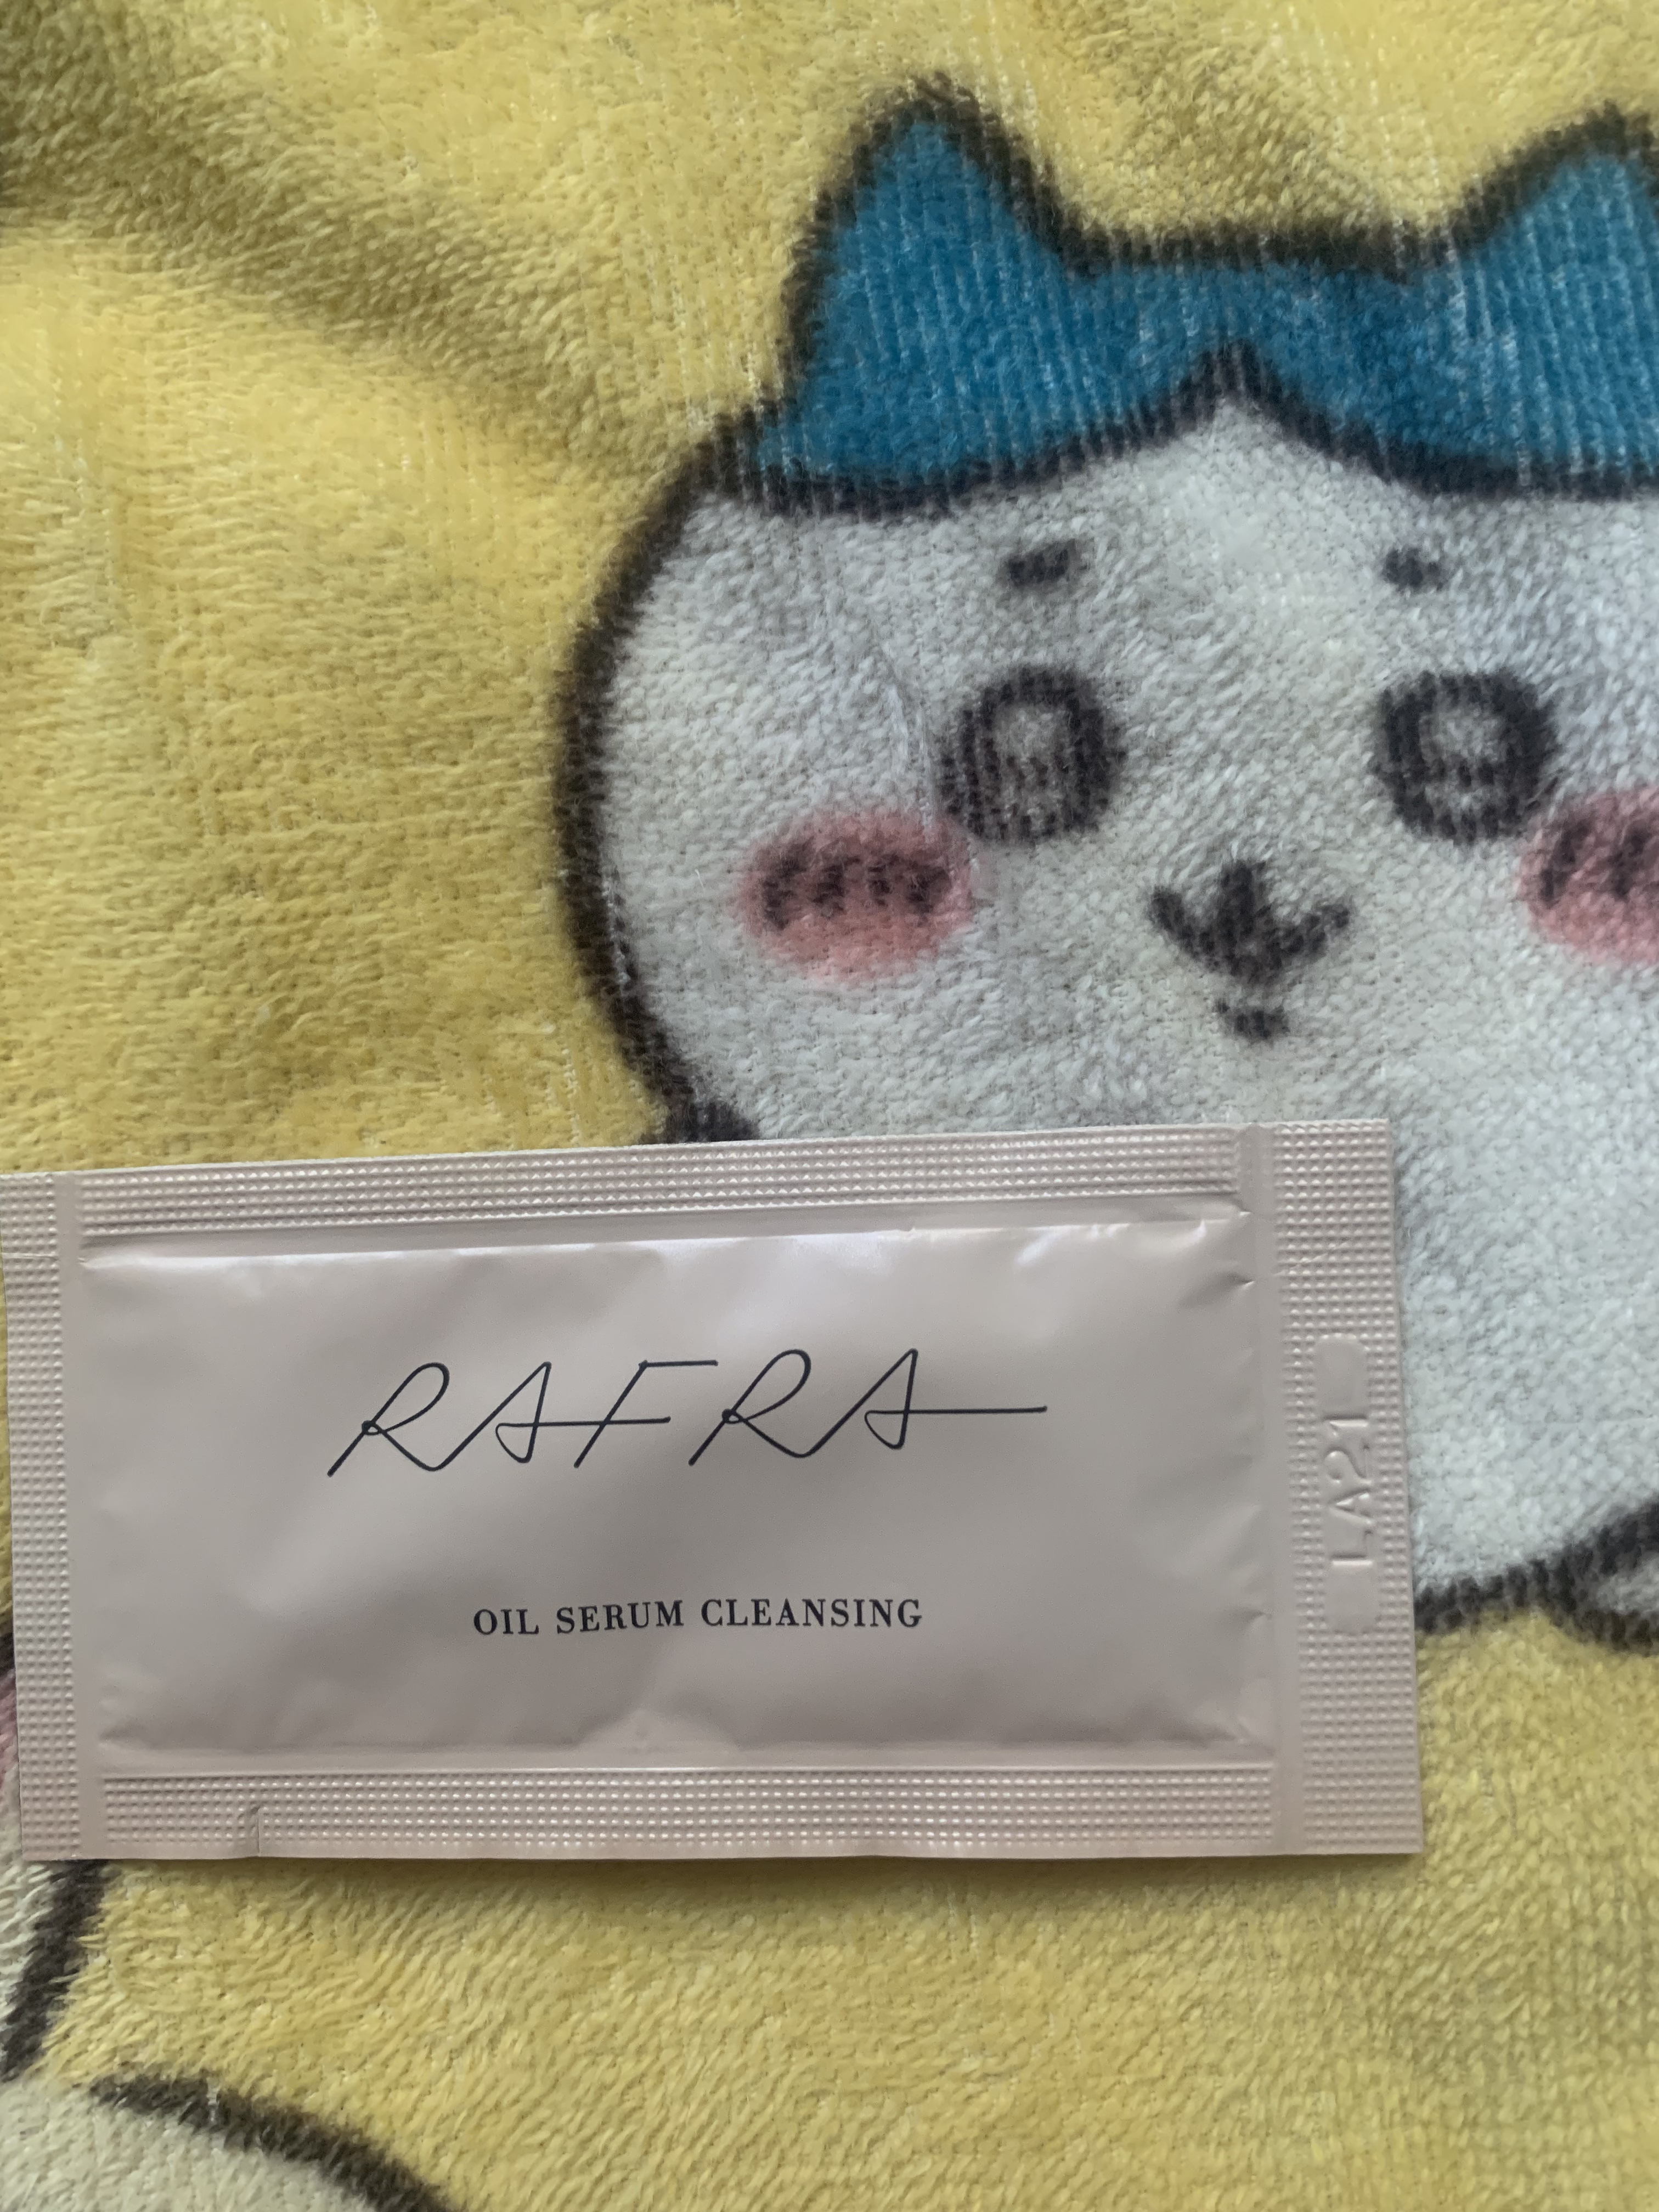 RAFRA
OIL SERUM CLEANSING
LA21